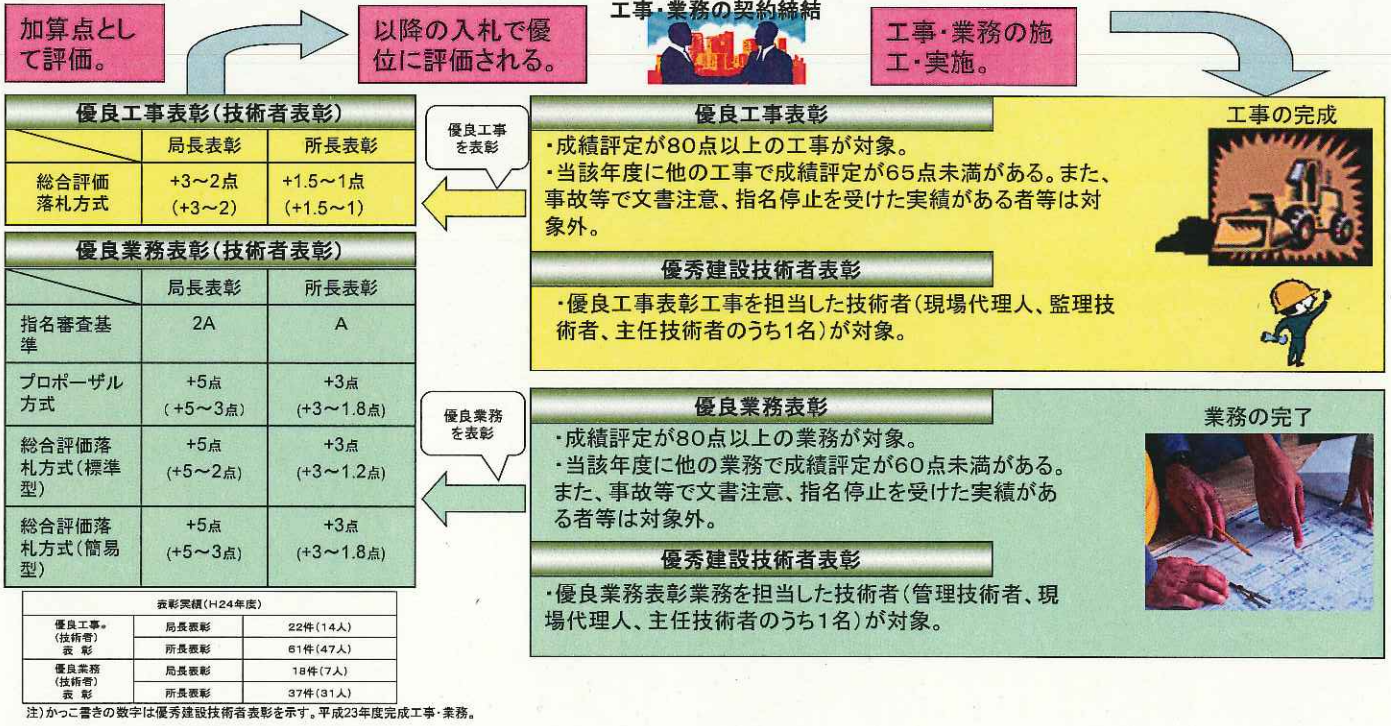 加算点とし
て評価。
以降の入札で優
位に評価される。
工事・業務の契約締結
工事・業務の施
工・実施。
優良工事表彰(技術者表彰)
局長表彰 所長表彰
総合評価
落札方式
+3～2点
(+3～2)
+1.5～1点
(+1.5～1)
優良業務表彰(技術者表彰)
局長表彰 所長表彰
指名審査基
準
2A A
プロポーザル
方式
+5点
(+5～3点)
+3点
(+3～1.8点)
総合評価落
札方式(標準
型)
+5点
(+5～2点)
+3点
(+3～1.2点)
総合評価落
札方式(簡易
型)
+5点
(+5～3点)
+3点
(+3～1.8点)
表彰実績(H24年度)
優良工事。
(技術者)
表 彰
局長表彰 22件(14人)
所長表彰 61件(47人)
優良業務
(技術者)
表 彰
局長表彰 18件(7人)
所長表彰 37件(31人)
注)かっこ書きの数字は優秀建設技術者表彰を示す。平成23年度完成工事・業務。
優良工事
を表彰
優良工事表彰
・成績評定が80点以上の工事が対象。
・当該年度に他の工事で成績評定が65点未満がある。また、
事故等で文書注意、指名停止を受けた実績がある者等は対
象外。
優秀建設技術者表彰
・優良工事表彰工事を担当した技術者(現場代理人、監理技
術者、主任技術者のうち1名)が対象。
工事の完成
優良業務
を表彰
優良業務表彰
・成績評定が80点以上の業務が対象。
・当該年度に他の業務で成績評定が60点未満がある。
また、事故等で文書注意、指名停止を受けた実績があ
る者等は対象外。
優秀建設技術者表彰
・優良業務表彰業務を担当した技術者(管理技術者、現
場代理人、主任技術者のうち1名)が対象。
業務の完了